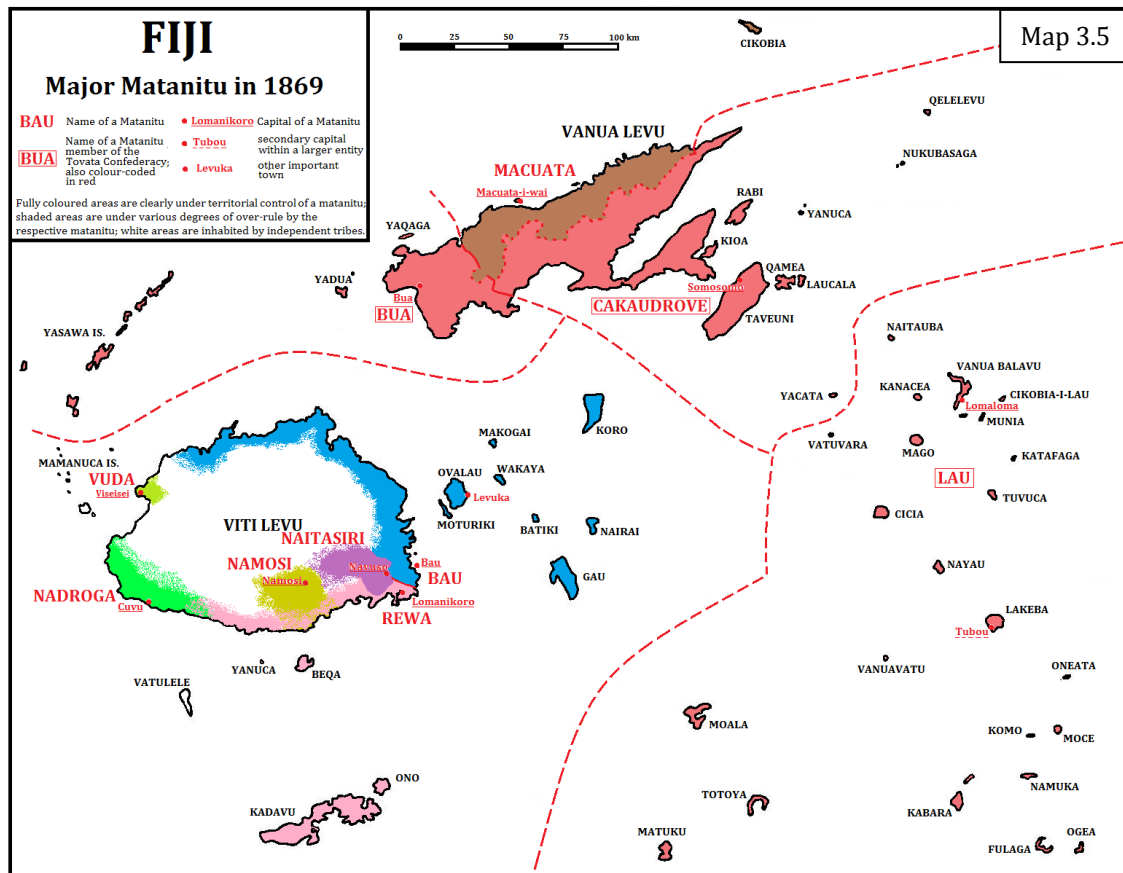 FIJI
Major Matanitu in 1869
BAU Name of a Matanitu
BUA Name of a Matanitu
member of the
Tovata Confederacy;
also colour-coded
in red
Lomanikoro Capital of a Matanitu
Tubou secondary capital
within a larger entity
Levuka other important
town
Fully coloured areas are clearly under territorial control of a matanitu;
shaded areas are under various degrees of over-rule by the
respective matanitu; white areas are inhabited by independent tribes.
0 25 50 75 100 km
Map 3.5
CIKOBIA
QELELEVU
VANUA LEVU
NUKUBASAGA
MACUATA
Macuata-i-wai
RABI
YANUCA
YAQAGA
KIOA
QAMEA
YADUA
Somosomo
LAUCALA
Bua
BUA
CAKAUDROVE
TAVEUNI
YASAWA IS.
NAITAUBA
VANUA BALAVU
KANACEA
CIKOBIA-I-LAU
YACATA
Lomaloma
MUNIA
KORO
VATUVARA
MAKOGAI
MAGO
KATAFAGA
MAMANUCA IS.
OVALAU
WAKAYA
VUDA
LAU
Viseisei
Levuka
TUVUCA
CICIA
VITI LEVU
MOTURIKI
BATIKI
NAIRAI
NAITASIRI
NAMOSI
Bau
Navuso
BAU
NAYAU
GAU
Namosi
NADROGA
Lomanikoro
Cuvu
REWA
LAKEBA
Tubou
YANUCA
BEQA
VANUAVATU
ONEATA
VATULELE
MOALA
KOMO
MOCE
ONO
NAMUKA
TOTOYA
KADAVU
KABARA
MATUKU
OGEA
FULAGA